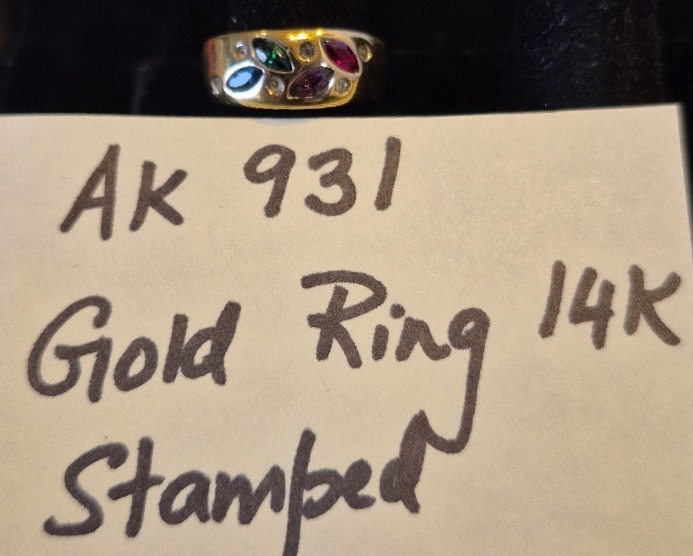 AK 931
Gold Ring 14K
Stamped